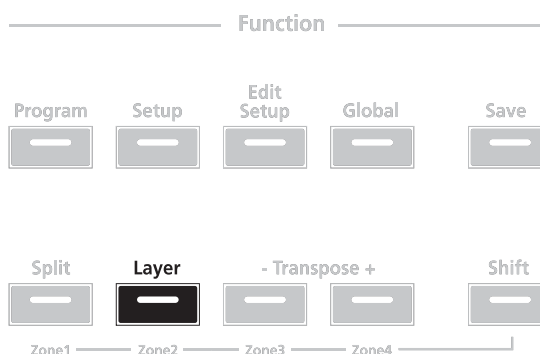 Function
Program Setup Edit Setup Global Save
Split Layer - Transpose + Shift
Zone1 Zone2 Zone3 Zone4